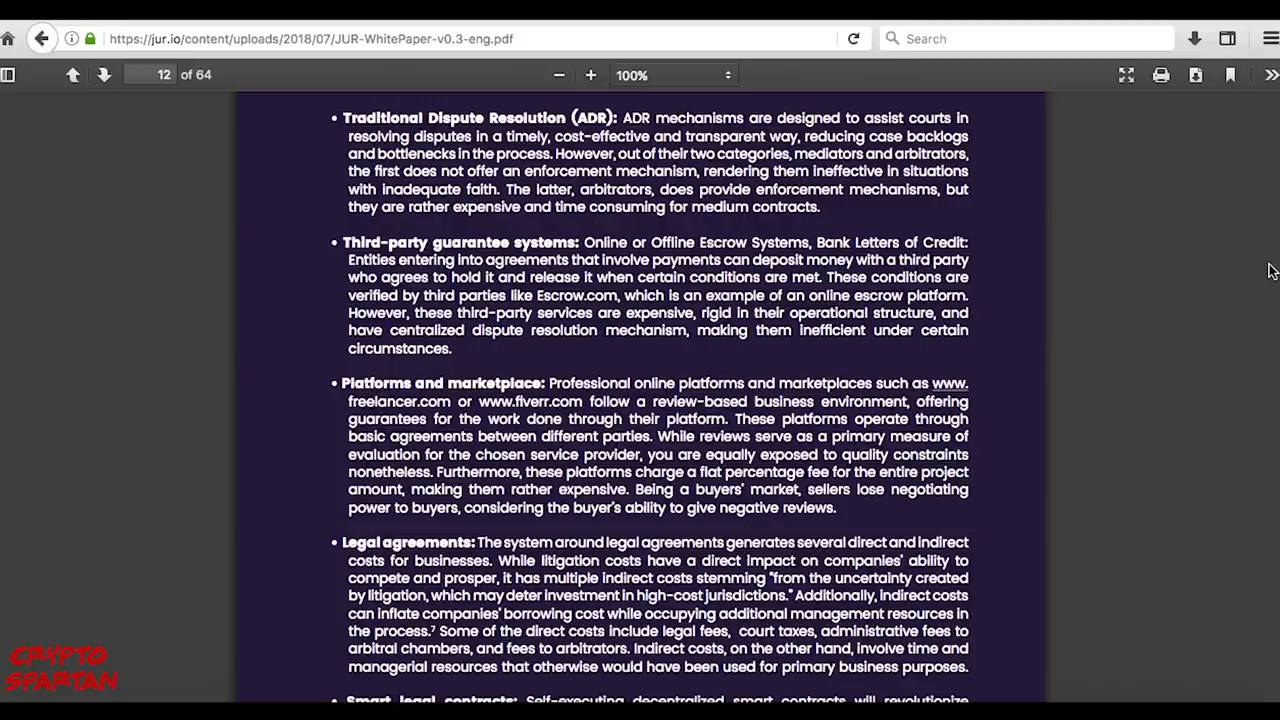 https://jur.io/content/uploads/2018/07/JUR-WhitePaper-v0.3-eng.pdf
Search
12 of 64
100%
• Traditional Dispute Resolution (ADR): ADR mechanisms are designed to assist courts in
resolving disputes in a timely, cost-effective and transparent way, reducing case backlogs
and bottlenecks in the process. However, out of their two categories, mediators and arbitrators,
the first does not offer an enforcement mechanism, rendering them ineffective in situations
with inadequate faith. The latter, arbitrators, does provide enforcement mechanisms, but
they are rather expensive and time consuming for medium contracts.
• Third-party guarantee systems: Online or Offline Escrow Systems, Bank Letters of Credit:
Entities entering into agreements that involve payments can deposit money with a third party
who agrees to hold it and release it when certain conditions are met. These conditions are
verified by third parties like Escrow.com, which is an example of an online escrow platform.
However, these third-party services are expensive, rigid in their operational structure, and
have centralized dispute resolution mechanism, making them inefficient under certain
circumstances.
• Platforms and marketplace: Professional online platforms and marketplaces such as www.
freelancer.com or www.fiverr.com follow a review-based business environment, offering
guarantees for the work done through their platform. These platforms operate through
basic agreements between different parties. While reviews serve as a primary measure of
evaluation for the chosen service provider, you are equally exposed to quality constraints
nonetheless. Furthermore, these platforms charge a flat percentage fee for the entire project
amount, making them rather expensive. Being a buyers' market, sellers lose negotiating
power to buyers, considering the buyer's ability to give negative reviews.
• Legal agreements: The system around legal agreements generates several direct and indirect
costs for businesses. While litigation costs have a direct impact on companies' ability to
compete and prosper, it has multiple indirect costs stemming "from the uncertainty created
by litigation, which may deter investment in high-cost jurisdictions." Additionally, indirect costs
can inflate companies' borrowing cost while occupying additional management resources in
the process.⁷ Some of the direct costs include legal fees, court taxes, administrative fees to
arbitral chambers, and fees to arbitrators. Indirect costs, on the other hand, involve time and
managerial resources that otherwise would have been used for primary business purposes.
• Smart legal contracts: Self-executing decentralized smart contracts will revolutionize
CRYPTO
SPARTAN